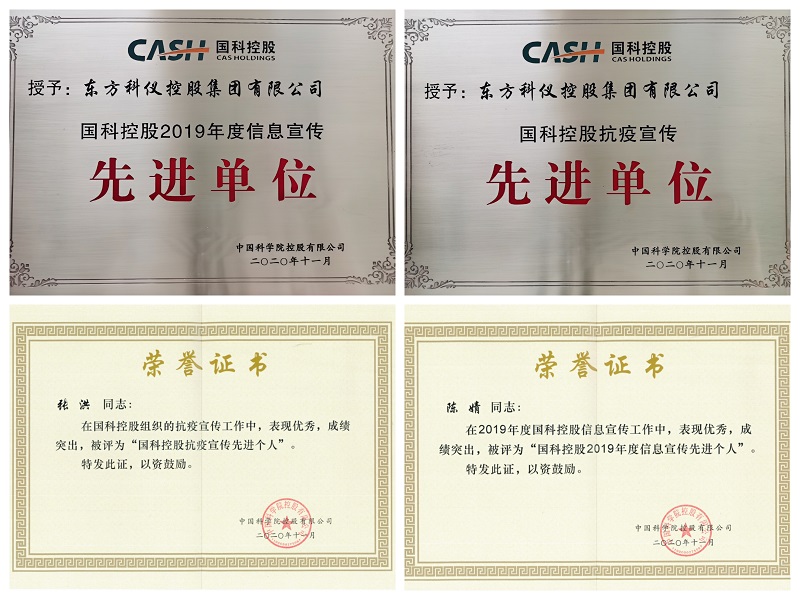 CASH 国科控股
CAS HOLDINGS
授予：东方科仪控股集团有限公司
国科控股2019年度信息宣传
先进单位
中国科学院控股有限公司
二〇二〇年十一月
CASH 国科控股
CAS HOLDINGS
授予：东方科仪控股集团有限公司
国科控股抗疫宣传
先进单位
中国科学院控股有限公司
二〇二〇年十一月
荣誉证书
张洪 同志：
在国科控股组织的抗疫宣传工作中，表现优秀，成绩
突出，被评为“国科控股抗疫宣传先进个人”。
特发此证，以资鼓励。
中国科学院控股有限公司
二〇二〇年十一月
荣誉证书
陈婧 同志：
在2019年度国科控股信息宣传工作中，表现优秀，成
绩突出，被评为“国科控股2019年度信息宣传先进个人”。
特发此证，以资鼓励。
中国科学院控股有限公司
二〇二〇年十一月